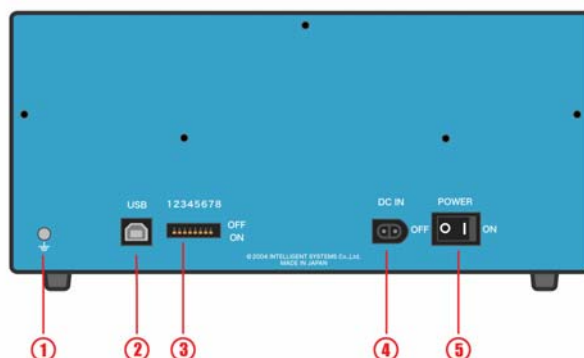 USB
12345678
OFF
ON
DC IN
OFF
POWER
ON
©2004 INTELLIGENT SYSTEMS Co.,Ltd.
MADE IN JAPAN
1
2
3
4
5